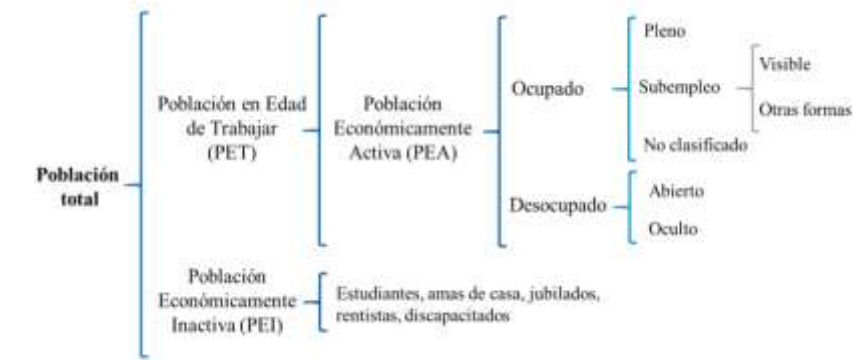 Población
total
Población en Edad
de Trabajar
(PET)
Población
Económicamente
Activa (PEA)
Ocupado
Pleno
Subempleo
Visible
Otras formas
No clasificado
Desocupado
Abierto
Oculto
Población
Económicamente
Inactiva (PEI)
Estudiantes, amas de casa, jubilados,
rentistas, discapacitados